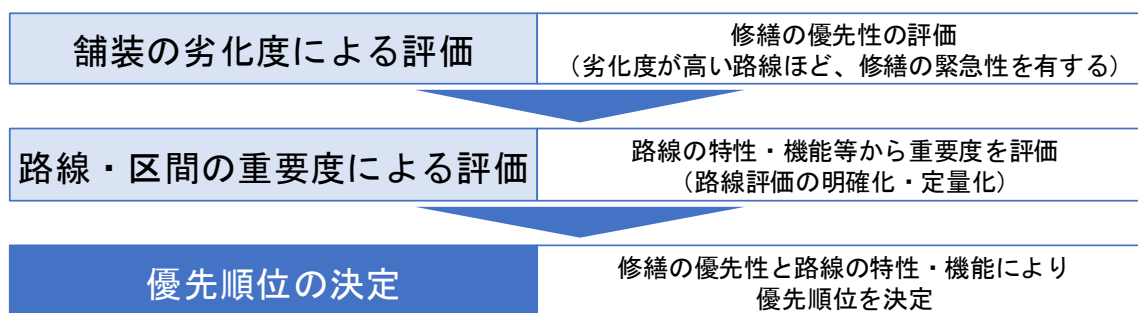 舗装の劣化度による評価
修繕の優先性の評価
（劣化度が高い路線ほど、修繕の緊急性を有する）
路線・区間の重要度による評価
路線の特性・機能等から重要度を評価
（路線評価の明確化・定量化）
優先順位の決定
修繕の優先性と路線の特性・機能により
優先順位を決定